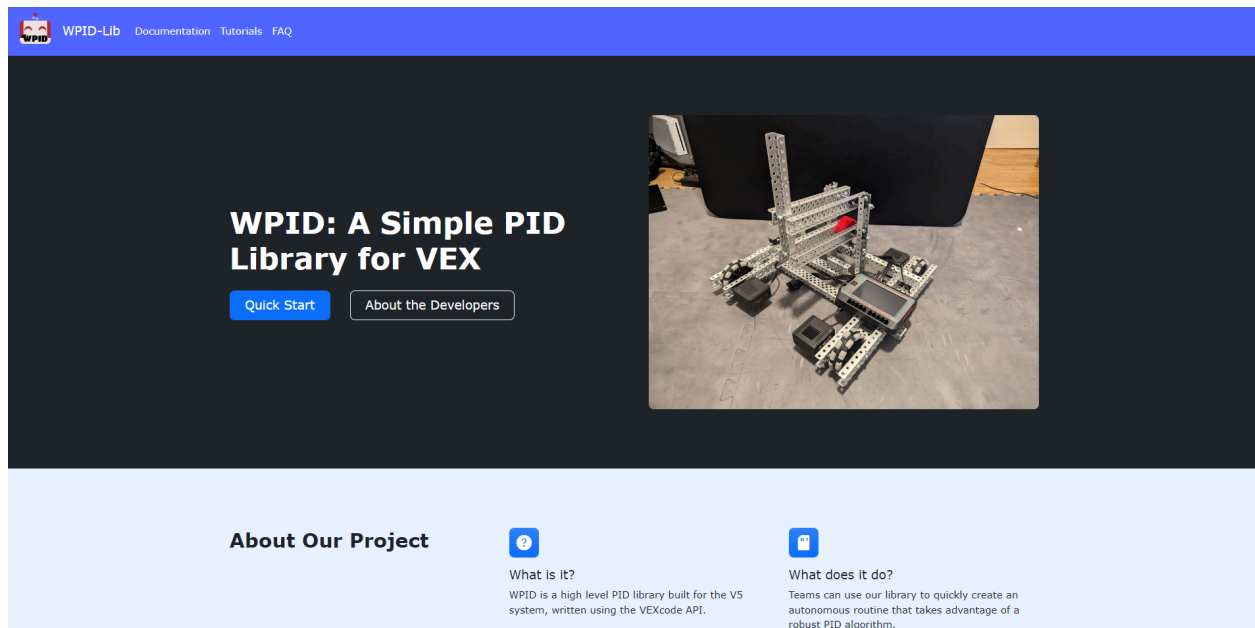 WPID
WPID-Lib Documentation Tutorials FAQ
WPID: A Simple PID
Library for VEX
Quick Start
About the Developers
About Our Project
What is it?
WPID is a high level PID library built for the V5
system, written using the VEXcode API.
What does it do?
Teams can use our library to quickly create an
autonomous routine that takes advantage of a
robust PID algorithm.